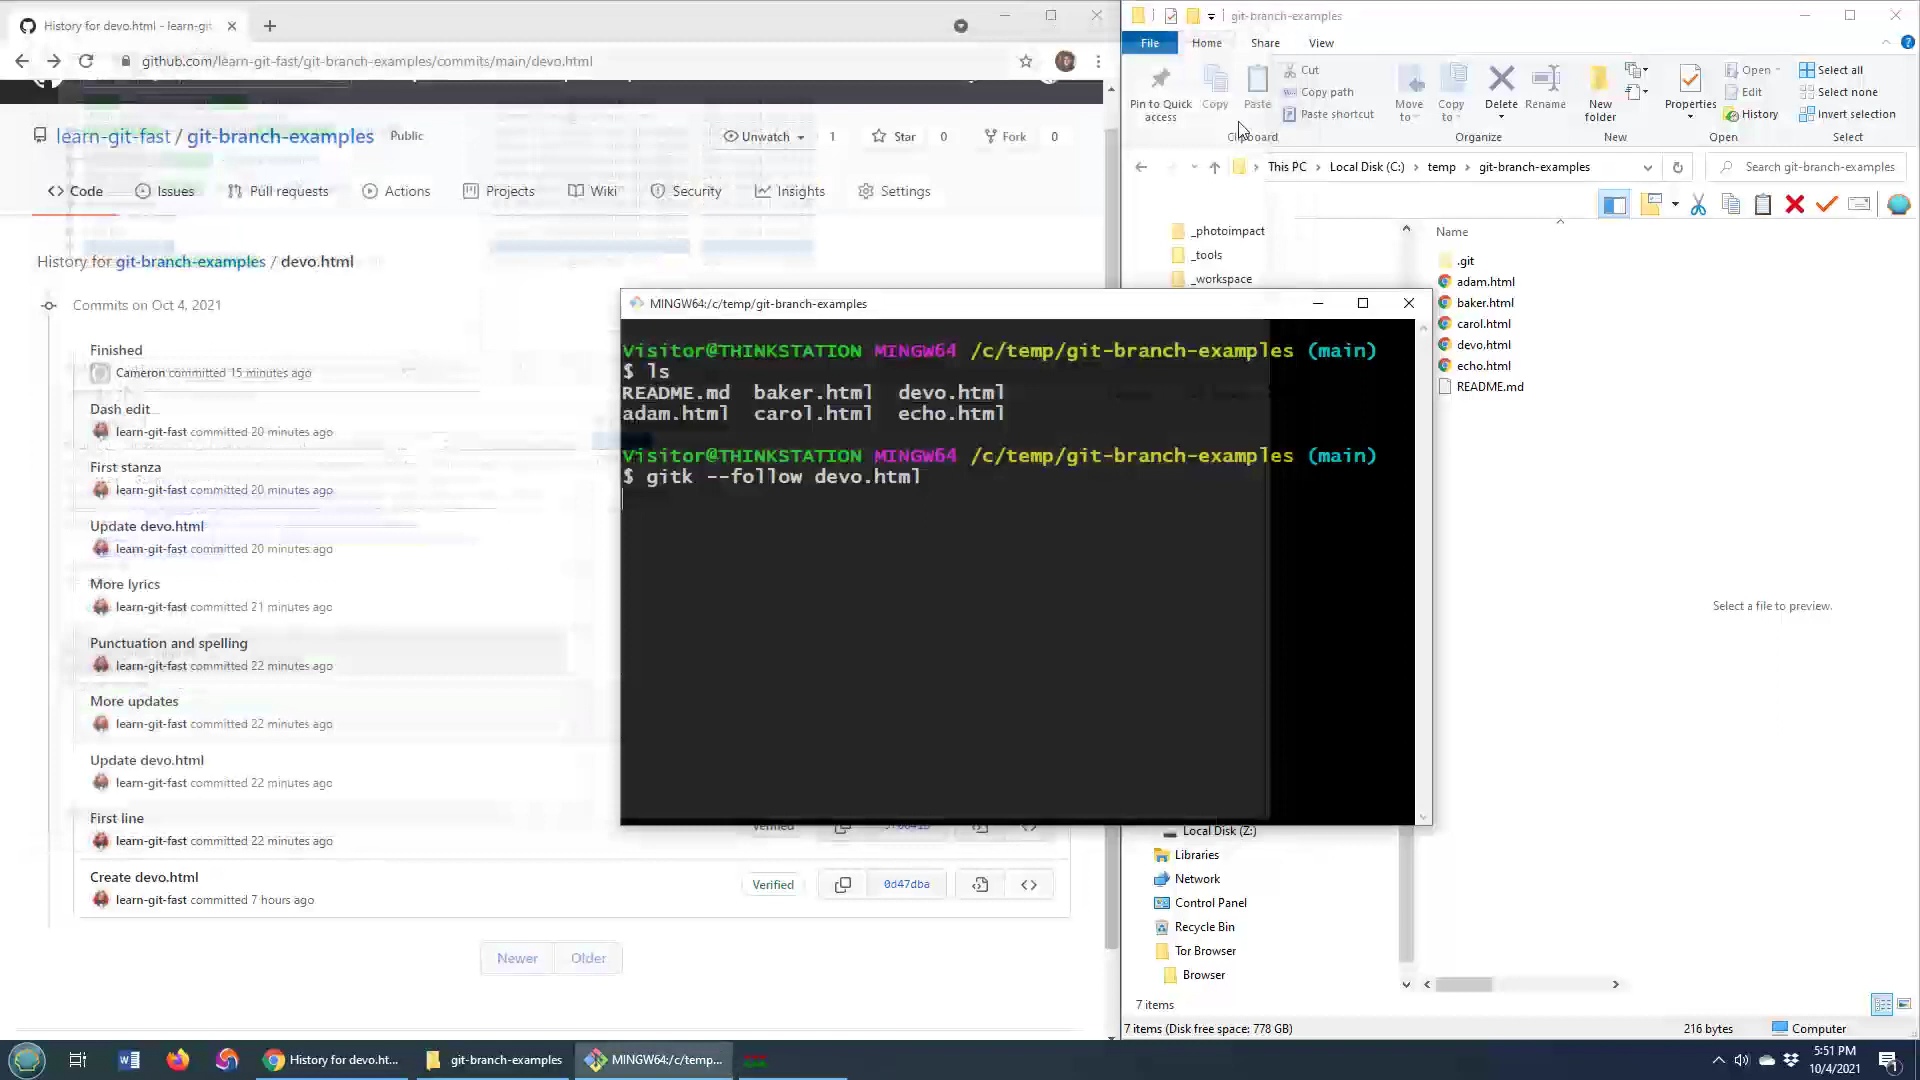 History for devo.html - learn-git
github.com/learn-git-fast/git-branch-examples/commits/main/devo.html
learn-git-fast / git-branch-examples Public
Unwatch 1 Star 0 Fork 0
Code Issues Pull requests Actions Projects Wiki Security Insights Settings
History for git-branch-examples / devo.html
Commits on Oct 4, 2021
Finished
Cameron committed 15 minutes ago
Dash edit
learn-git-fast committed 20 minutes ago
First stanza
learn-git-fast committed 20 minutes ago
Update devo.html
learn-git-fast committed 20 minutes ago
More lyrics
learn-git-fast committed 21 minutes ago
Punctuation and spelling
learn-git-fast committed 22 minutes ago
More updates
learn-git-fast committed 22 minutes ago
Update devo.html
learn-git-fast committed 22 minutes ago
First line
learn-git-fast committed 22 minutes ago
Verified
Create devo.html
learn-git-fast committed 7 hours ago
Verified 0d47dba
Newer Older
MINGW64:/c/temp/git-branch-examples
Visitor@THINKSTATION MINGW64 /c/temp/git-branch-examples (main)
$ ls
README.md baker.html devo.html
adam.html carol.html echo.html
Visitor@THINKSTATION MINGW64 /c/temp/git-branch-examples (main)
$ gitk --follow devo.html
git-branch-examples
File Home Share View
Pin to Quick access
Copy
Paste
Cut
Copy path
Paste shortcut
Clipboard
Move to
Copy to
Delete
Rename
Organize
New folder
New
Properties
Open
Edit
History
Open
Select all
Select none
Invert selection
Select
This PC Local Disk (C:) temp git-branch-examples
Search git-branch-examples
_photoimpact
_tools
_workspace
Local Disk (Z:)
Libraries
Network
Control Panel
Recycle Bin
Tor Browser
Browser
Name
.git
adam.html
baker.html
carol.html
devo.html
echo.html
README.md
Select a file to preview.
7 items
7 items (Disk free space: 778 GB)
216 bytes
Computer
History for devo.ht...
git-branch-examples
MINGW64:/c/temp...
5:51 PM
10/4/2021
1